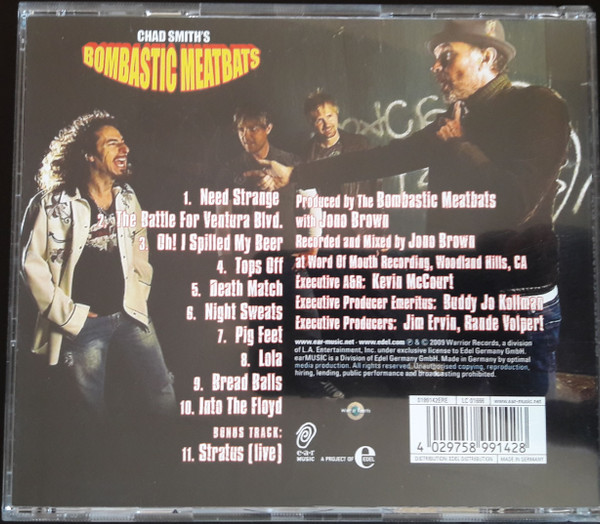 CHAD SMITH'S
BOMBASTIC MEATBATS
1. Need Strange
2. The Battle For Ventura Blvd.
3. Oh! I Spilled My Beer
4. Tops Off
5. Death Match
6. Night Sweats
7. Pig Feet
8. Lola
9. Bread Balls
10. Into The Floyd
BONUS TRACK:
11. Stratus (live)
Produced by The Bombastic Meatbats
with Jono Brown
Recorded and Mixed by Jono Brown
at Word Of Mouth Recording, Woodland Hills, CA
Executive A&R: Kevin McCourt
Executive Producer Emeritus: Buddy Jo Kollman
Executive Producers: Jim Ervin, Rande Volpert
www.ear-music.net · www.edel.com ℗ & © 2009 Warrior Records, a division
of L.A. Entertainment, Inc. under exclusive license to Edel Germany GmbH.
earMUSIC is a Division of Edel Germany GmbH. Made in Germany by optimal
media production. All rights reserved. Unauthorised copying, reproduction,
hiring, lending, public performance and broadcasting prohibited.
e·a·r
MUSIC
A PROJECT OF
e
EDEL
0199142ERE
LC 01666
www.ear-music.net
4 029758 991428
DISTRIBUTION: EDEL DISTRIBUTION
MADE IN GERMANY